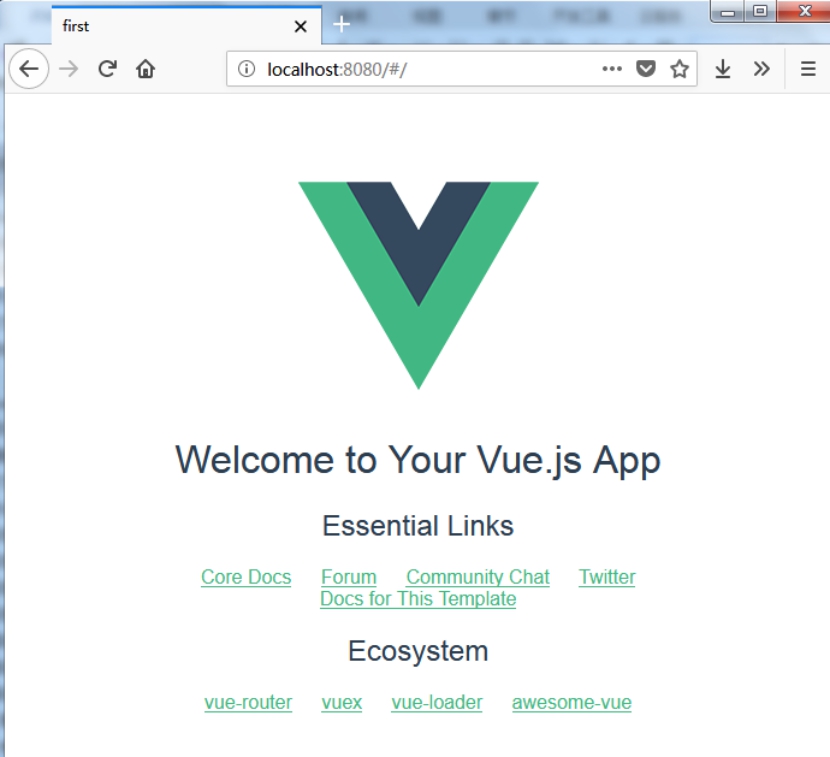 first
localhost:8080/#/
Welcome to Your Vue.js App
Essential Links
Core Docs Forum Community Chat Twitter
Docs for This Template
Ecosystem
vue-router vuex vue-loader awesome-vue